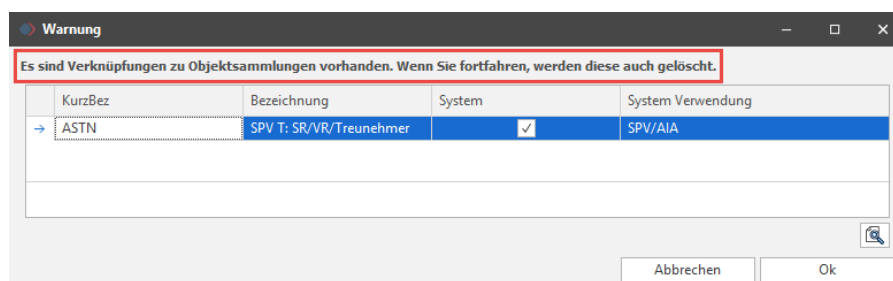 Warnung
Es sind Verknüpfungen zu Objektsammlungen vorhanden. Wenn Sie fortfahren, werden diese auch gelöscht.
KurzBez Bezeichnung System System Verwendung
ASTN SPV T: SR/VR/Treunehmer SPV/AIA
Abbrechen Ok